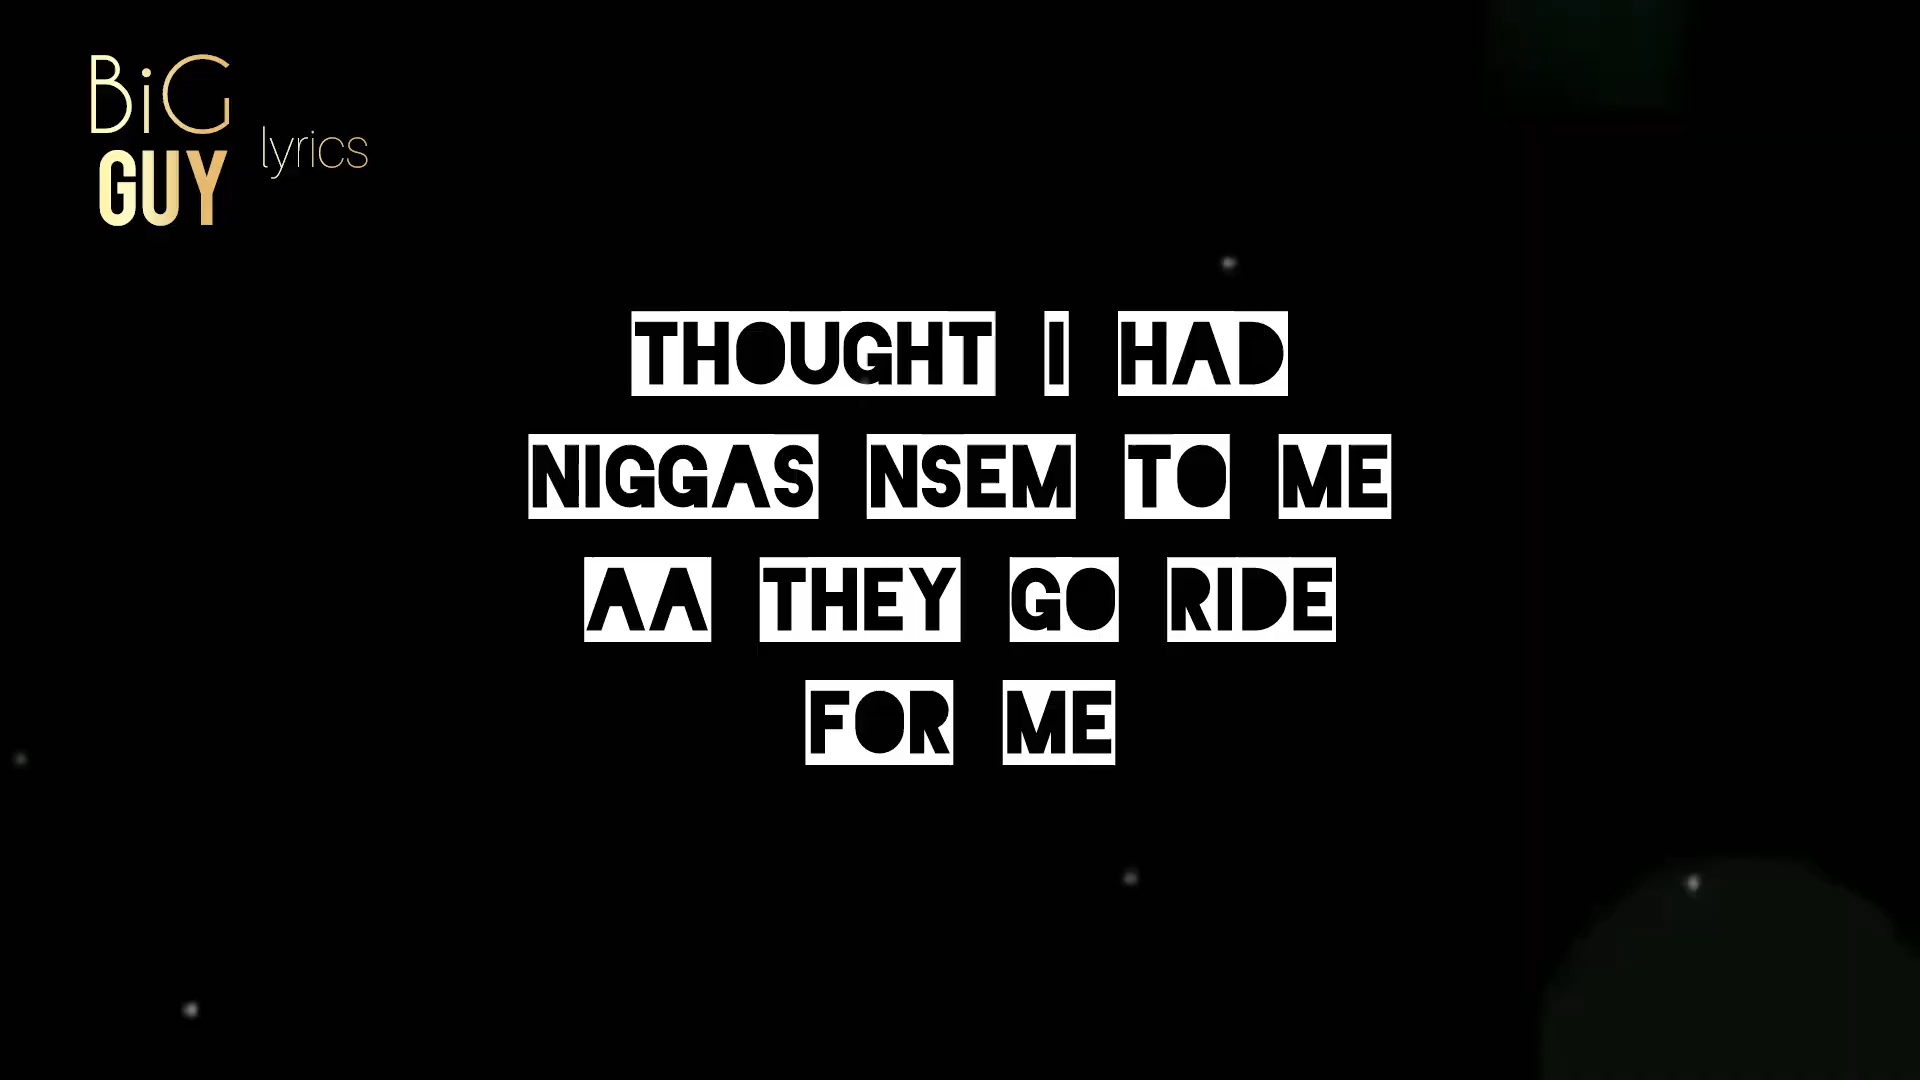 BiG
GUY lyrics
THOUGHT I HAD
NIGGAS NSEM TO ME
AA THEY GO RIDE
FOR ME